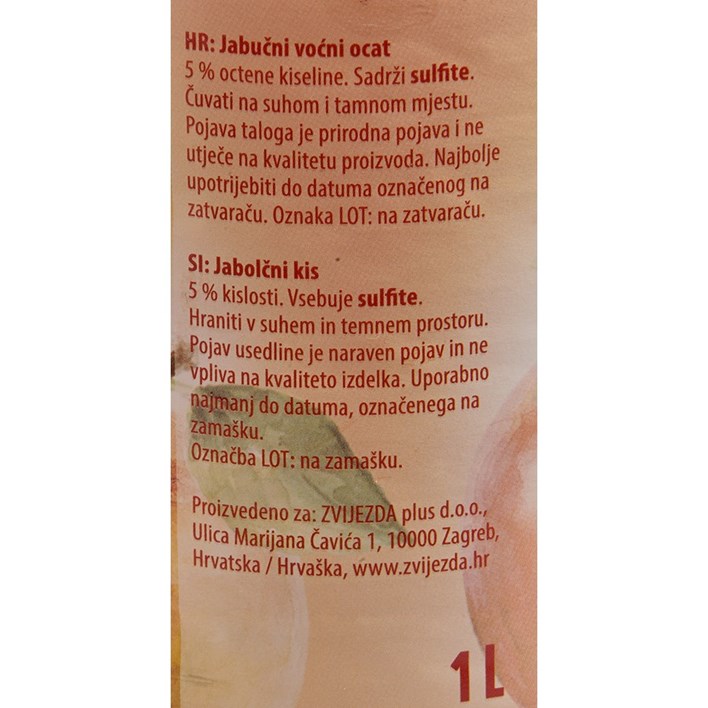 HR: Jabučni voćni ocat
5 % octene kiseline. Sadrži sulfite.
Čuvati na suhom i tamnom mjestu.
Pojava taloga je prirodna pojava i ne
utječe na kvalitetu proizvoda. Najbolje
upotrijebiti do datuma označenog na
zatvaraču. Oznaka LOT: na zatvaraču.
SI: Jabolčni kis
5 % kislosti. Vsebuje sulfite.
Hraniti v suhem in temnem prostoru.
Pojav usedline je naraven pojav in ne
vpliva na kvaliteto izdelka. Uporabno
najmanj do datuma, označenega na
zamašku.
Označba LOT: na zamašku.
Proizvedeno za: ZVIJEZDA plus d.o.o.,
Ulica Marijana Čavića 1, 10000 Zagreb,
Hrvatska / Hrvaška, www.zvijezda.hr
1 L